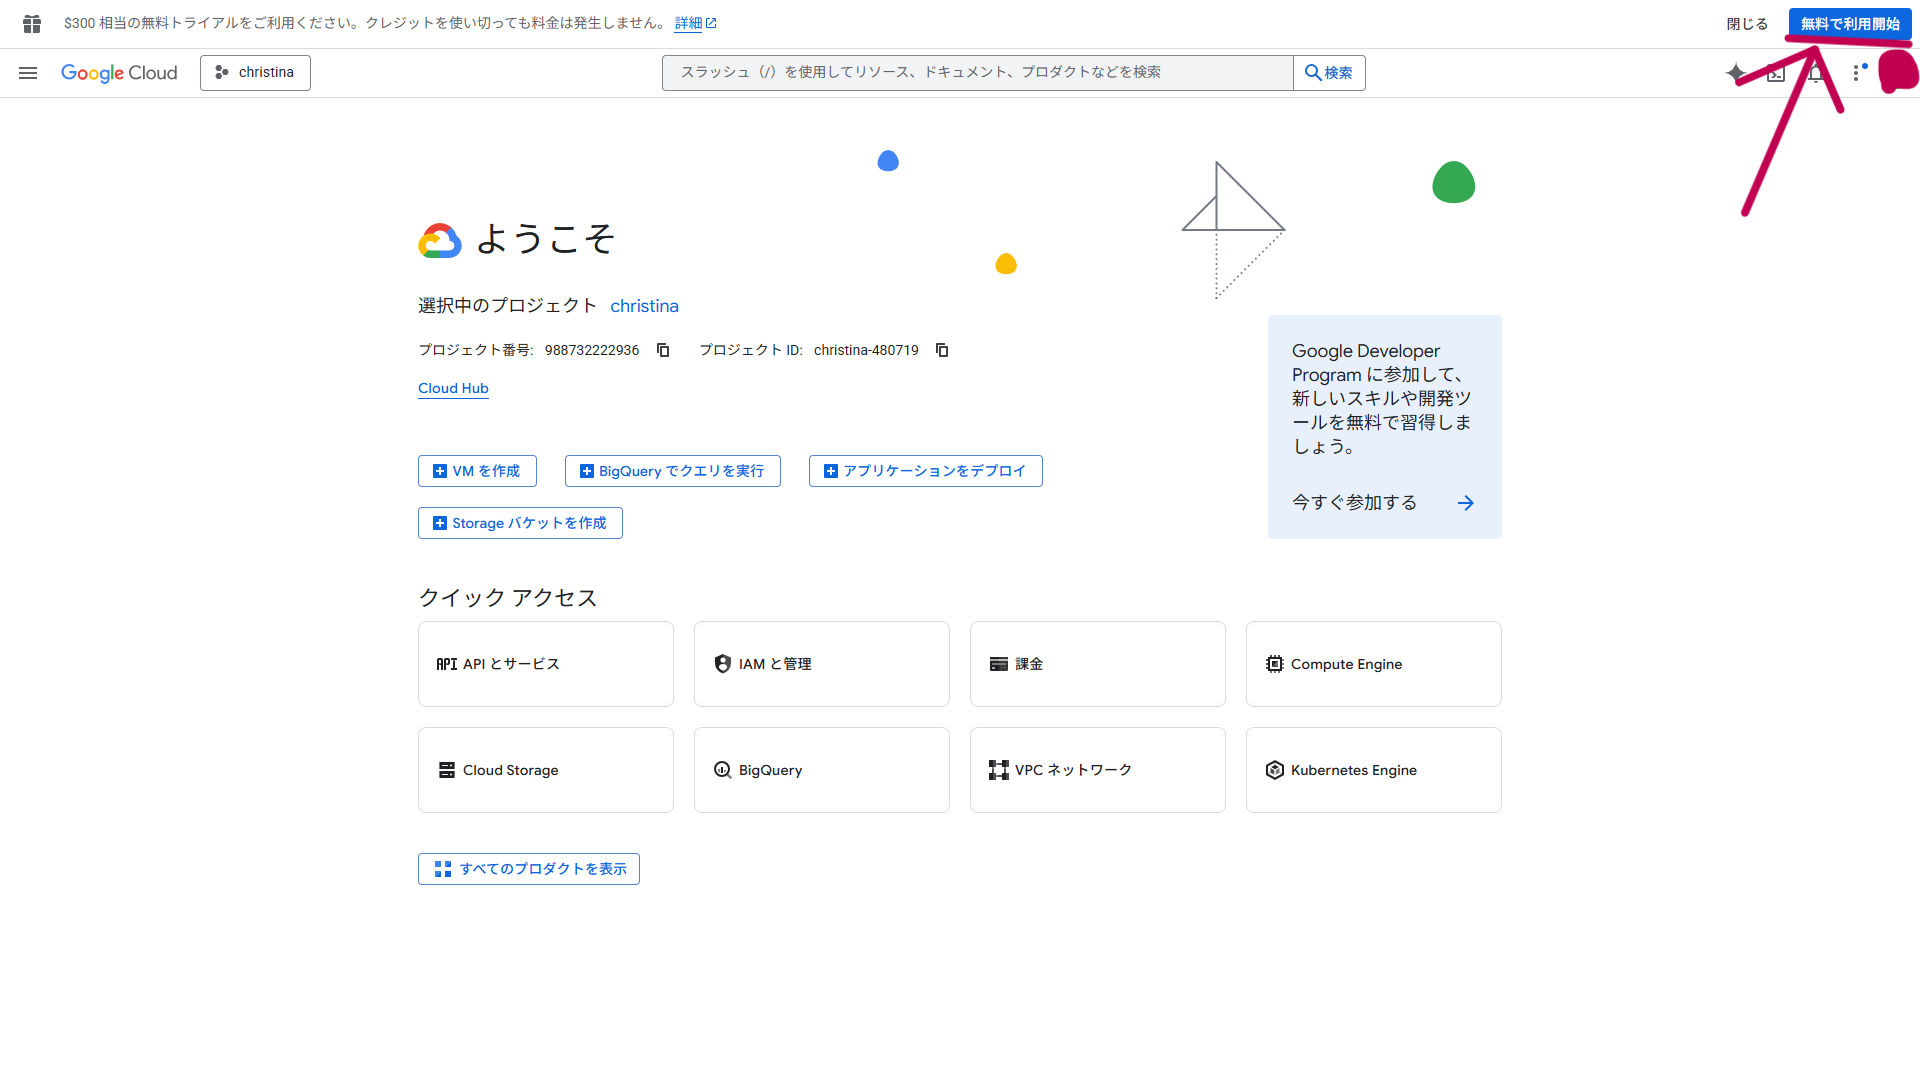 $300 相当の無料トライアルをご利用ください。クレジットを使い切っても料金は発生しません。 詳細
閉じる
無料で利用開始
Google Cloud
christina
スラッシュ（/）を使用してリソース、ドキュメント、プロダクトなどを検索
検索
ようこそ
選択中のプロジェクト christina
プロジェクト番号: 988732222936 プロジェクト ID: christina-480719
Cloud Hub
Google Developer
Program に参加して、
新しいスキルや開発ツ
ールを無料で習得しま
しょう。
今すぐ参加する
VM を作成
BigQuery でクエリを実行
アプリケーションをデプロイ
Storage バケットを作成
クイック アクセス
API API とサービス
IAM と管理
課金
Compute Engine
Cloud Storage
BigQuery
VPC ネットワーク
Kubernetes Engine
すべてのプロダクトを表示